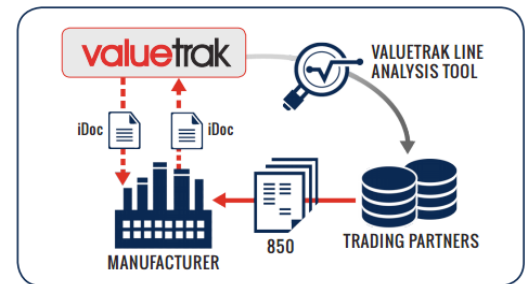 valuetrak
VALUETRAK LINE
ANALYSIS TOOL
iDoc
iDoc
850
TRADING PARTNERS
MANUFACTURER